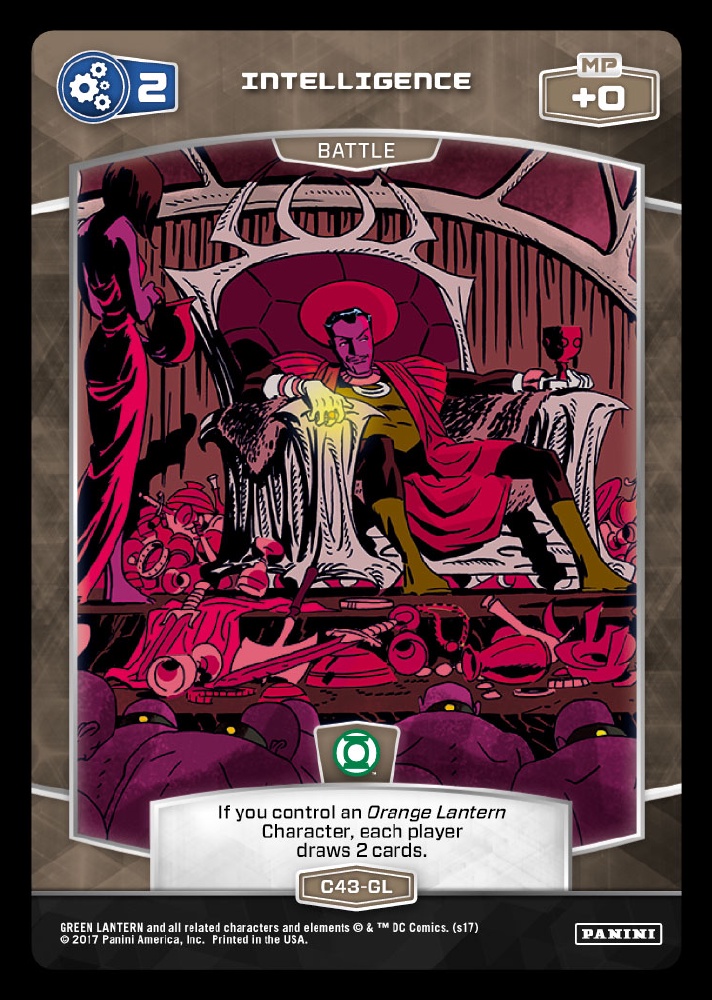 2
INTELLIGENCE
MP
+0
BATTLE
If you control an Orange Lantern
Character, each player
draws 2 cards.
C43-GL
GREEN LANTERN and all related characters and elements © & ™ DC Comics. (s17)
© 2017 Panini America, Inc. Printed in the USA.
PANINI